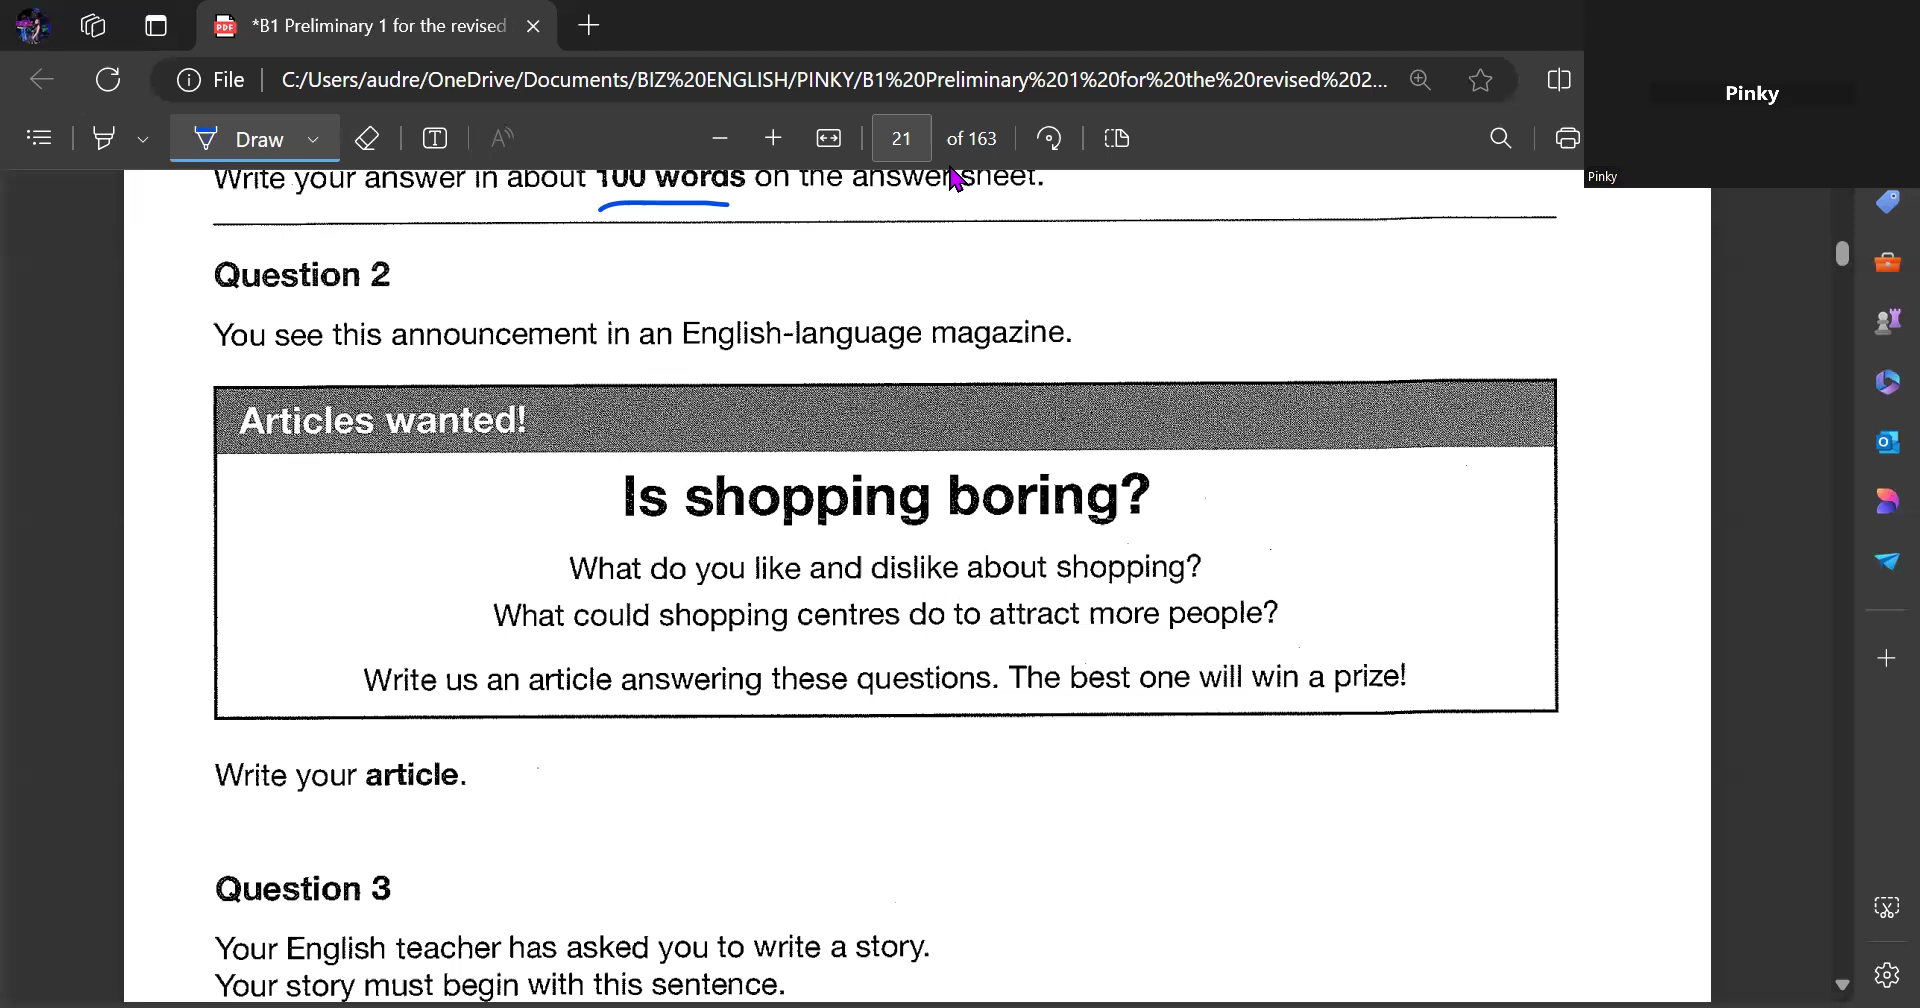 *B1 Preliminary 1 for the revised
File
C:/Users/audre/OneDrive/Documents/BIZ%20ENGLISH/PINKY/B1%20Preliminary%201%20for%20the%20revised%202...
Pinky
Draw
21 of 163
Pinky
Write your answer in about 100 words on the answer sheet.
Question 2
You see this announcement in an English-language magazine.
Articles wanted!
Is shopping boring?
What do you like and dislike about shopping?
What could shopping centres do to attract more people?
Write us an article answering these questions. The best one will win a prize!
Write your article.
Question 3
Your English teacher has asked you to write a story.
Your story must begin with this sentence.